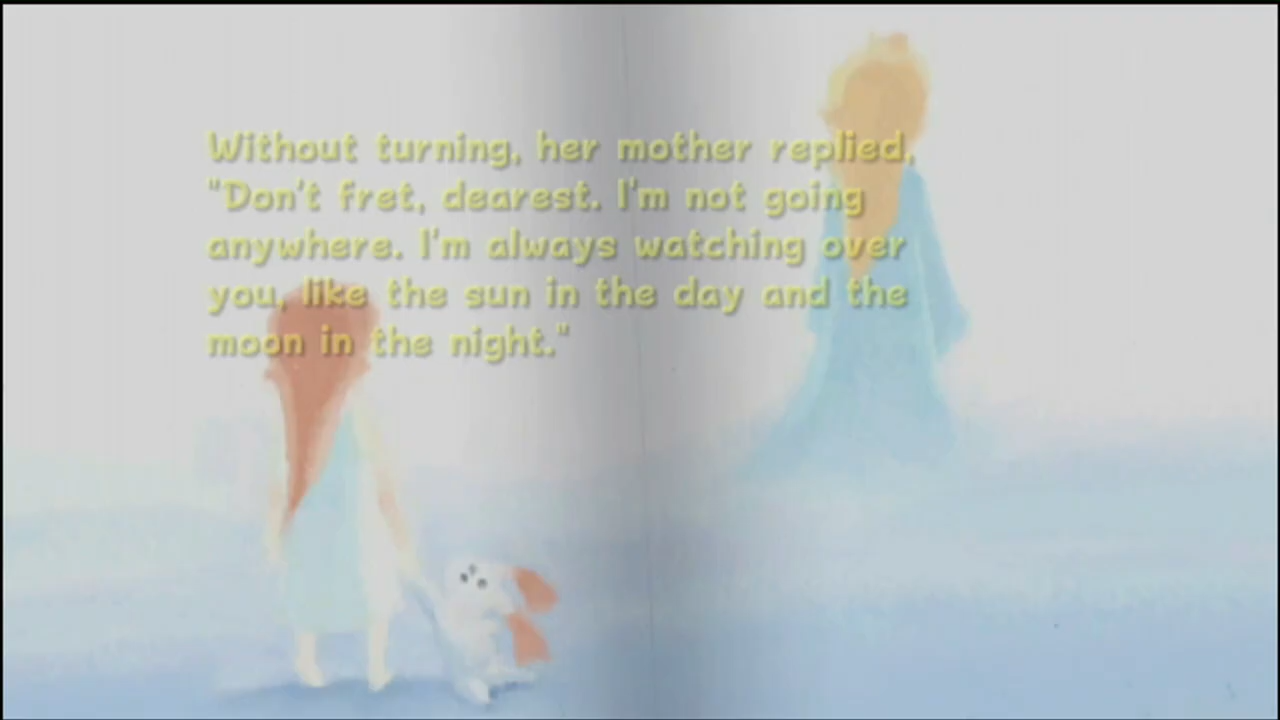 Without turning, her mother replied,
"Don't fret, dearest. I'm not going
anywhere. I'm always watching over
you, like the sun in the day and the
moon in the night."